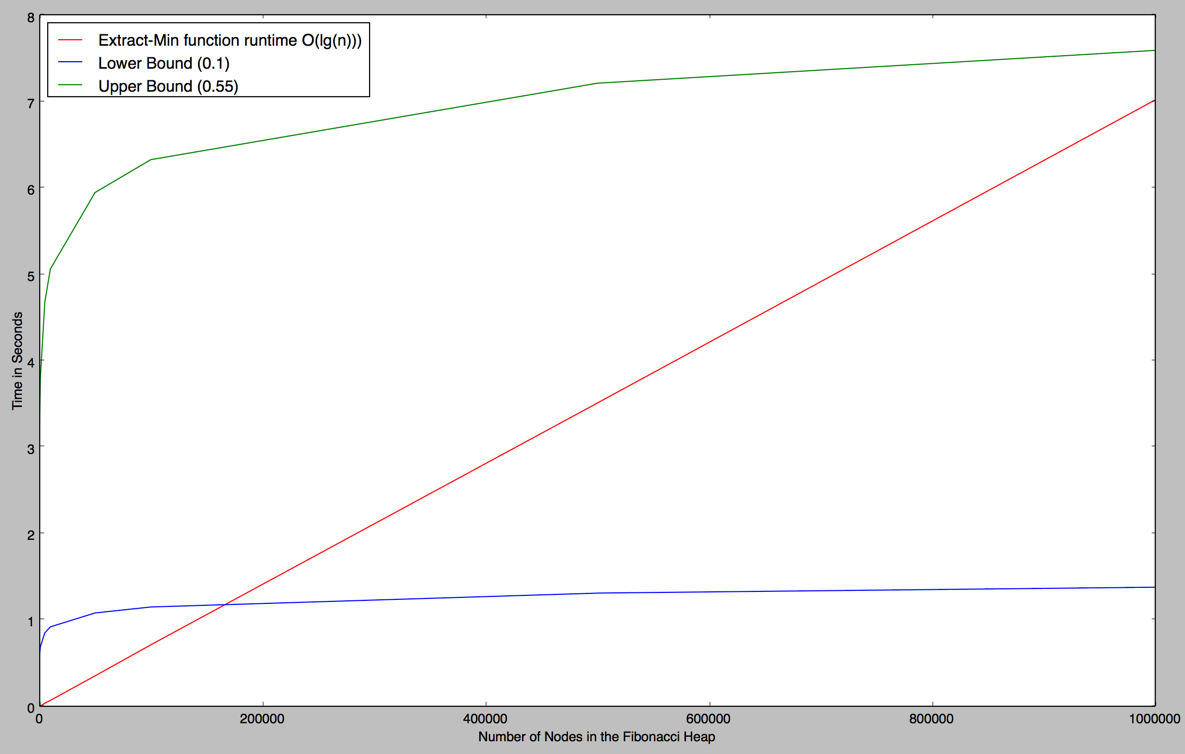 8
Extract-Min function runtime O(lg(n)))
Lower Bound (0.1)
Upper Bound (0.55)
7
6
5
4
3
2
1
0
Time in Seconds
0 200000 400000 600000 800000 1000000
Number of Nodes in the Fibonacci Heap